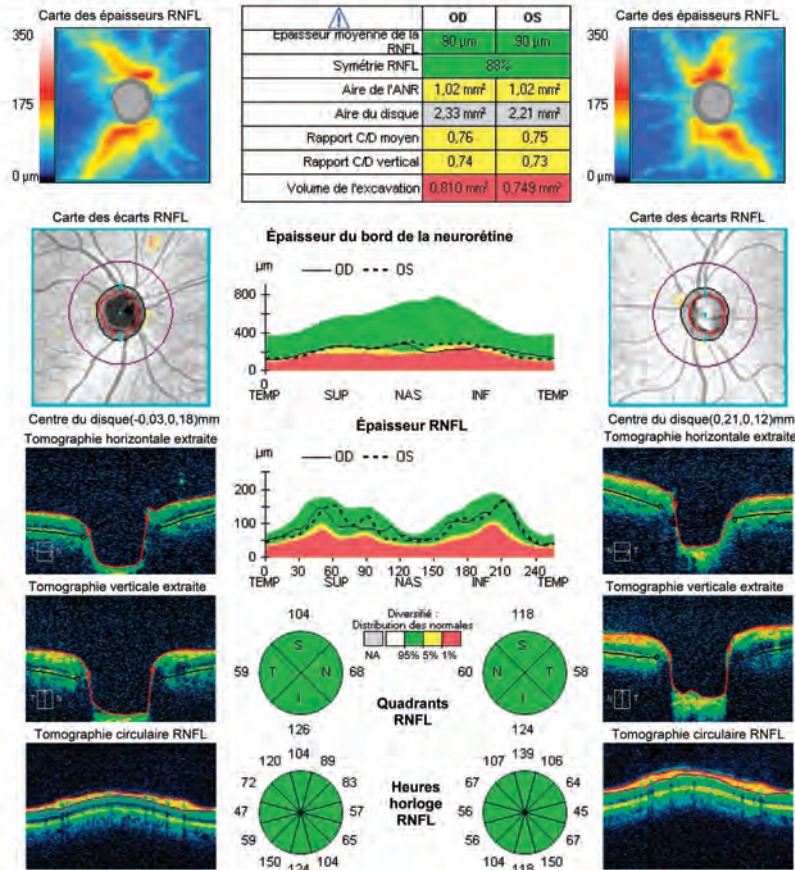 Carte des épaisseurs RNFL
350
175
0 µm
OD OS
Epaisseur moyenne de la RNFL 90 µm 90 µm
Symétrie RNFL 88%
Aire de l'ANR 1,02 mm² 1,02 mm²
Aire du disque 2,33 mm² 2,21 mm²
Rapport C/D moyen 0,76 0,75
Rapport C/D vertical 0,74 0,73
Volume de l'excavation 0,810 mm² 0,749 mm²
Carte des épaisseurs RNFL
350
175
0 µm
Carte des écarts RNFL
Centre du disque(-0,03,0,18)mm
Épaisseur du bord de la neurorétine
µm OD OS
800
400
0
TEMP SUP NAS INF TEMP
Carte des écarts RNFL
Centre du disque(0,21,0,12)mm
Tomographie horizontale extraite
T N
Épaisseur RNFL
µm OD OS
200
100
0
0 30 60 90 120 150 180 210 240
TEMP SUP NAS INF TEMP
Tomographie horizontale extraite
T N
Tomographie verticale extraite
T N
104
59 S T N I 68
126
Diversifié :
Distribution des normales
NA 95% 5% 1%
Quadrants
RNFL
118
60 S N T I 58
124
Tomographie verticale extraite
N T
Tomographie circulaire RNFL
104
120 89
72 83
47 57
59 65
150 104
124
Heures
horloge
RNFL
139
107 106
67 64
56 45
56 67
104 150
118
Tomographie circulaire RNFL